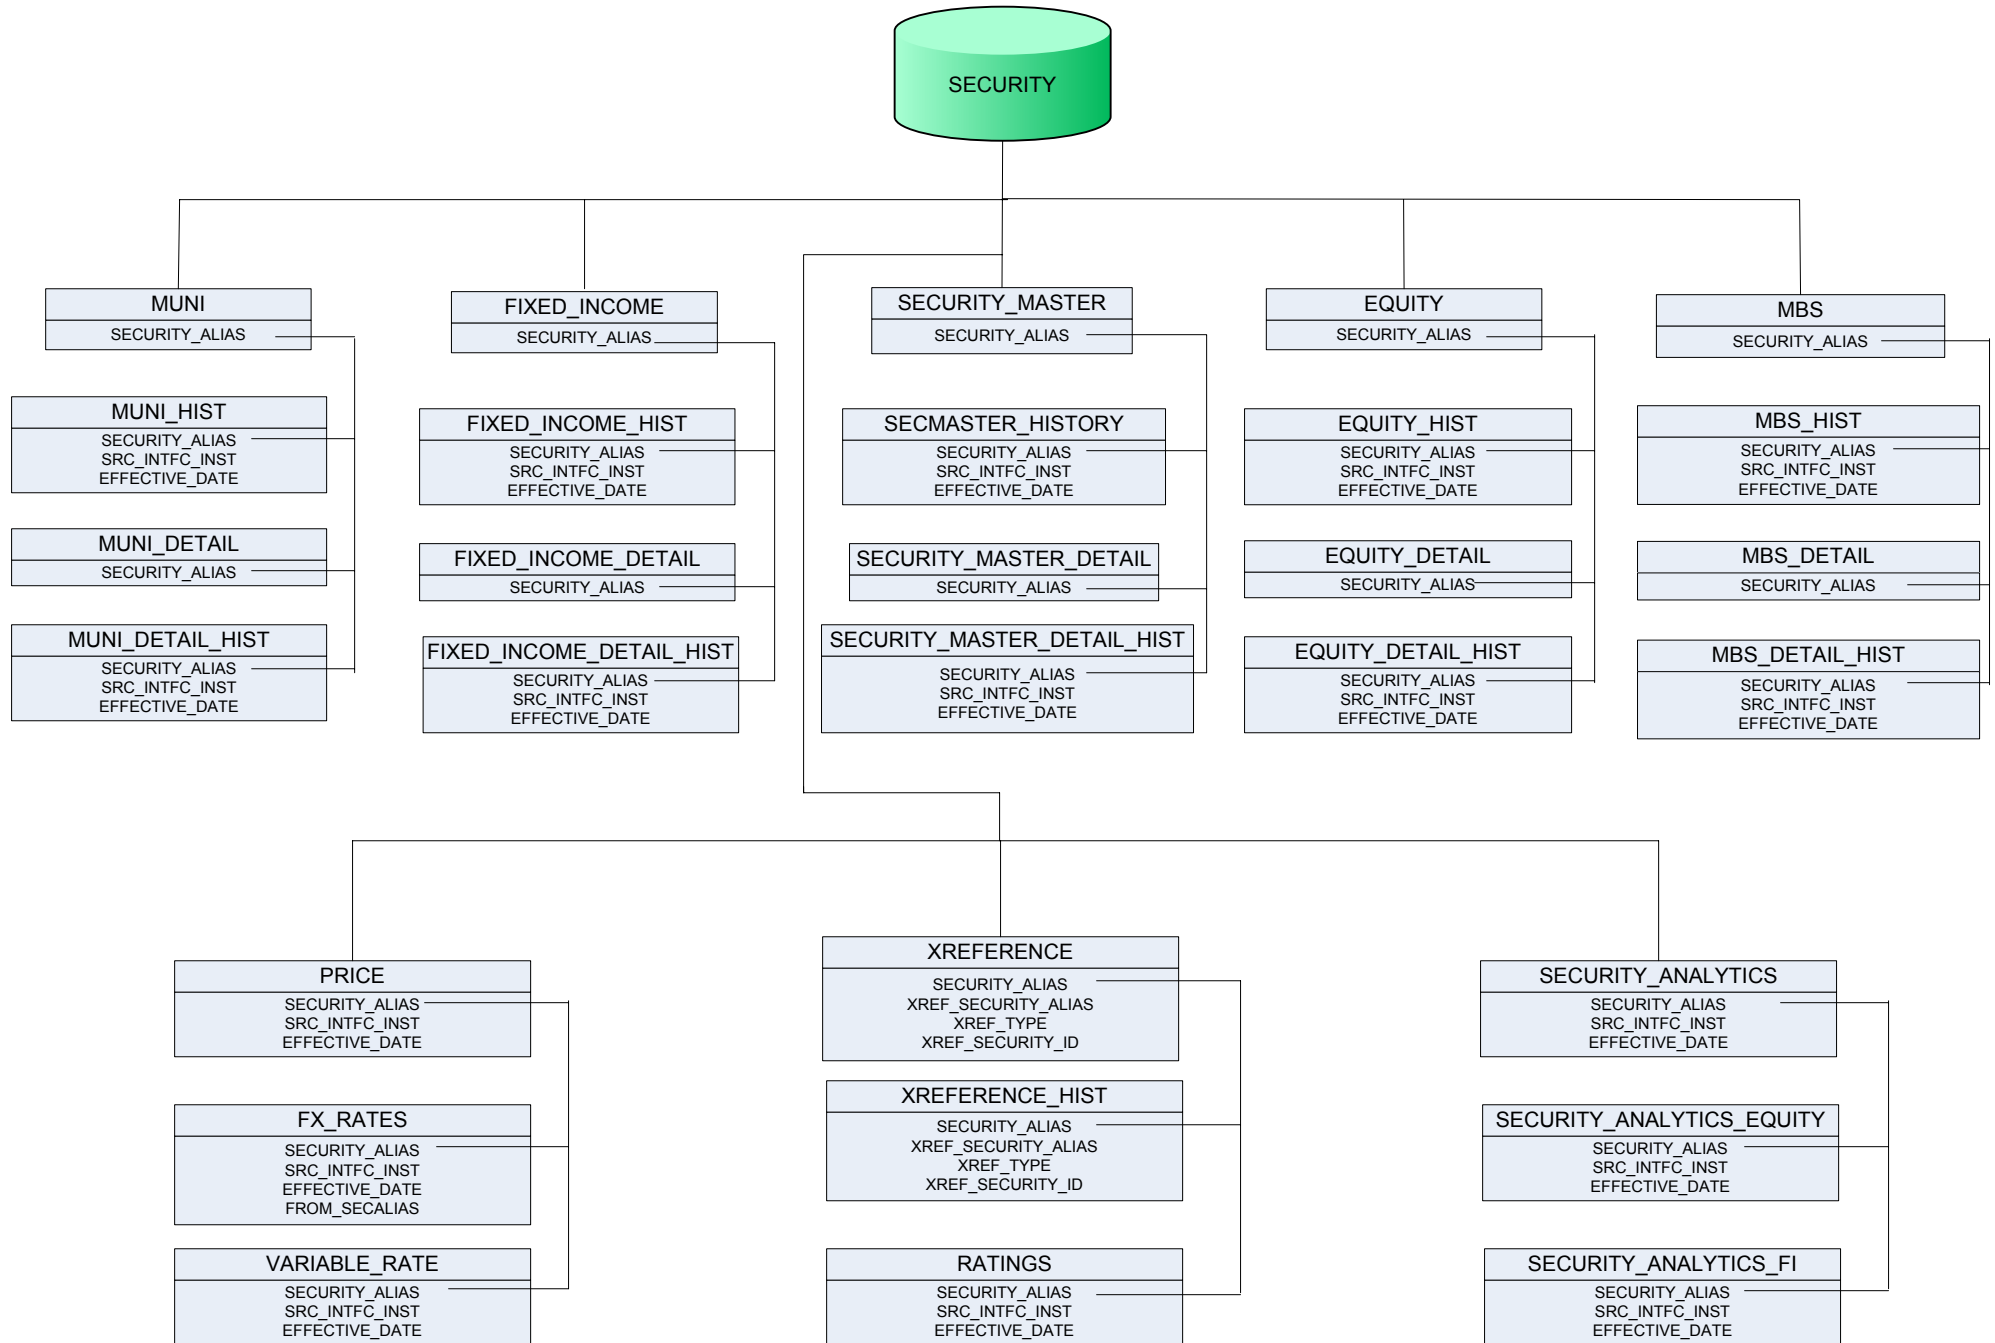 SECURITY
MUNI
SECURITY_ALIAS
MUNI_HIST
SECURITY_ALIAS
SRC_INTFC_INST
EFFECTIVE_DATE
MUNI_DETAIL
SECURITY_ALIAS
MUNI_DETAIL_HIST
SECURITY_ALIAS
SRC_INTFC_INST
EFFECTIVE_DATE
FIXED_INCOME
SECURITY_ALIAS
FIXED_INCOME_HIST
SECURITY_ALIAS
SRC_INTFC_INST
EFFECTIVE_DATE
FIXED_INCOME_DETAIL
SECURITY_ALIAS
FIXED_INCOME_DETAIL_HIST
SECURITY_ALIAS
SRC_INTFC_INST
EFFECTIVE_DATE
SECURITY_MASTER
SECURITY_ALIAS
SECMASTER_HISTORY
SECURITY_ALIAS
SRC_INTFC_INST
EFFECTIVE_DATE
SECURITY_MASTER_DETAIL
SECURITY_ALIAS
SECURITY_MASTER_DETAIL_HIST
SECURITY_ALIAS
SRC_INTFC_INST
EFFECTIVE_DATE
EQUITY
SECURITY_ALIAS
EQUITY_HIST
SECURITY_ALIAS
SRC_INTFC_INST
EFFECTIVE_DATE
EQUITY_DETAIL
SECURITY_ALIAS
EQUITY_DETAIL_HIST
SECURITY_ALIAS
SRC_INTFC_INST
EFFECTIVE_DATE
MBS
SECURITY_ALIAS
MBS_HIST
SECURITY_ALIAS
SRC_INTFC_INST
EFFECTIVE_DATE
MBS_DETAIL
SECURITY_ALIAS
MBS_DETAIL_HIST
SECURITY_ALIAS
SRC_INTFC_INST
EFFECTIVE_DATE
PRICE
SECURITY_ALIAS
SRC_INTFC_INST
EFFECTIVE_DATE
FX_RATES
SECURITY_ALIAS
SRC_INTFC_INST
EFFECTIVE_DATE
FROM_SECALIAS
VARIABLE_RATE
SECURITY_ALIAS
SRC_INTFC_INST
EFFECTIVE_DATE
XREFERENCE
SECURITY_ALIAS
XREF_SECURITY_ALIAS
XREF_TYPE
XREF_SECURITY_ID
XREFERENCE_HIST
SECURITY_ALIAS
XREF_SECURITY_ALIAS
XREF_TYPE
XREF_SECURITY_ID
RATINGS
SECURITY_ALIAS
SRC_INTFC_INST
EFFECTIVE_DATE
SECURITY_ANALYTICS
SECURITY_ALIAS
SRC_INTFC_INST
EFFECTIVE_DATE
SECURITY_ANALYTICS_EQUITY
SECURITY_ALIAS
SRC_INTFC_INST
EFFECTIVE_DATE
SECURITY_ANALYTICS_FI
SECURITY_ALIAS
SRC_INTFC_INST
EFFECTIVE_DATE